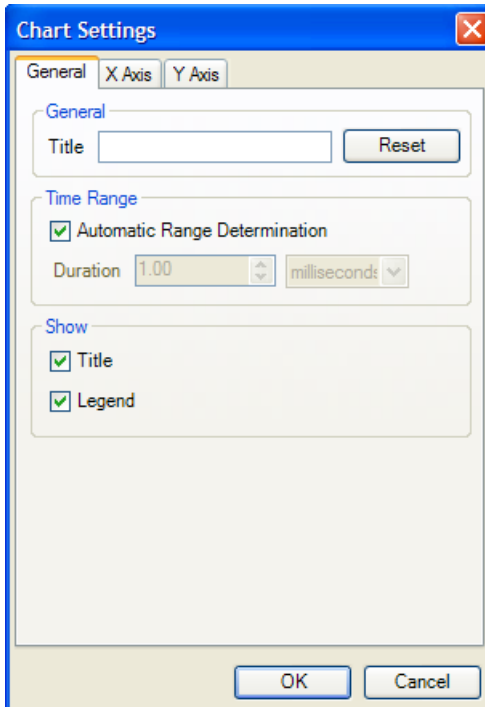 Chart Settings
General X Axis Y Axis
General
Title Reset
Time Range
Automatic Range Determination
Duration 1.00 milliseconds
Show
Title
Legend
OK Cancel